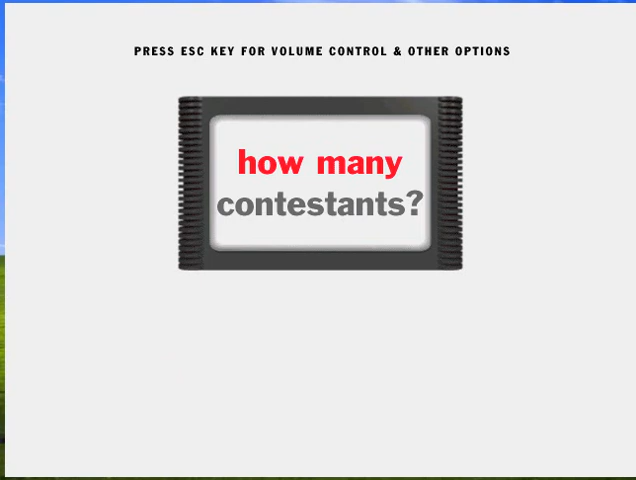 PRESS ESC KEY FOR VOLUME CONTROL & OTHER OPTIONS
how many
contestants?